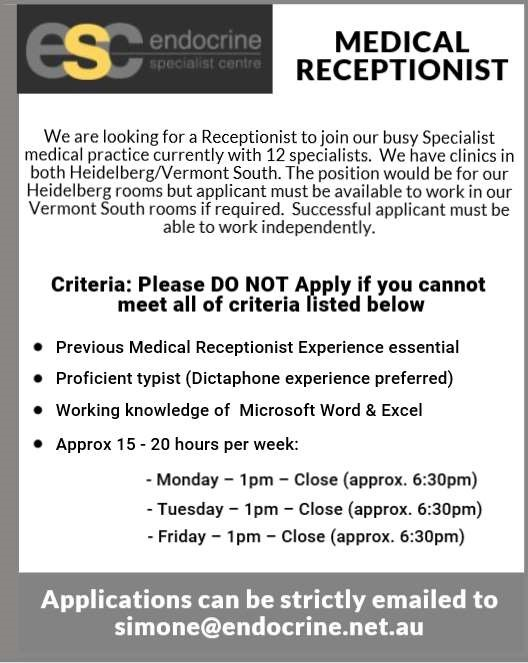 esc endocrine
specialist centre
MEDICAL
RECEPTIONIST
We are looking for a Receptionist to join our busy Specialist
medical practice currently with 12 specialists. We have clinics in
both Heidelberg/Vermont South. The position would be for our
Heidelberg rooms but applicant must be available to work in our
Vermont South rooms if required. Successful applicant must be
able to work independently.
Criteria: Please DO NOT Apply if you cannot
meet all of criteria listed below
● Previous Medical Receptionist Experience essential
● Proficient typist (Dictaphone experience preferred)
● Working knowledge of Microsoft Word & Excel
● Approx 15 - 20 hours per week:
- Monday – 1pm – Close (approx. 6:30pm)
- Tuesday – 1pm – Close (approx. 6:30pm)
- Friday – 1pm – Close (approx. 6:30pm)
Applications can be strictly emailed to
simone@endocrine.net.au